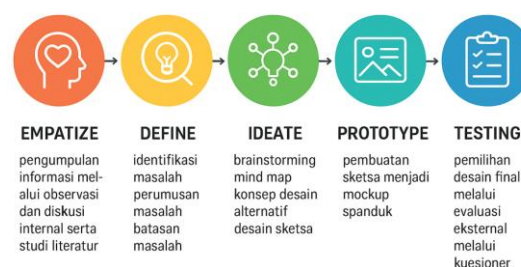 EMPATIZE
pengumpulan
informasi mel-
alui observasi
dan diskusi
internal serta
studi literatur
DEFINE
identifikasi
masalah
perumusan
masalah
batasan
masalah
IDEATE
brainstorming
mind map
konsep desain
alternatif
desain sketsa
PROTOTYPE
pembuatan
sketsa menjadi
mockup
spanduk
TESTING
pemilihan
desain final
melalui
evaluasi
eksternal
melalui
kuesioner